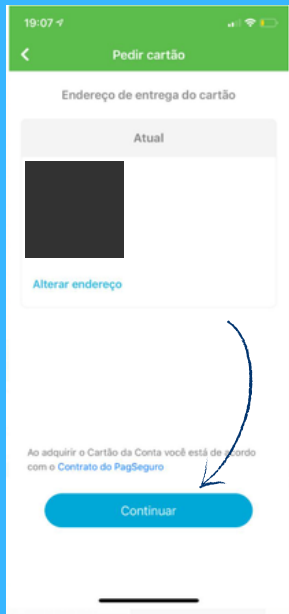 19:07
Pedir cartão
Endereço de entrega do cartão
Atual
Alterar endereço
Ao adquirir o Cartão da Conta você está de acordo
com o Contrato do PagSeguro
Continuar